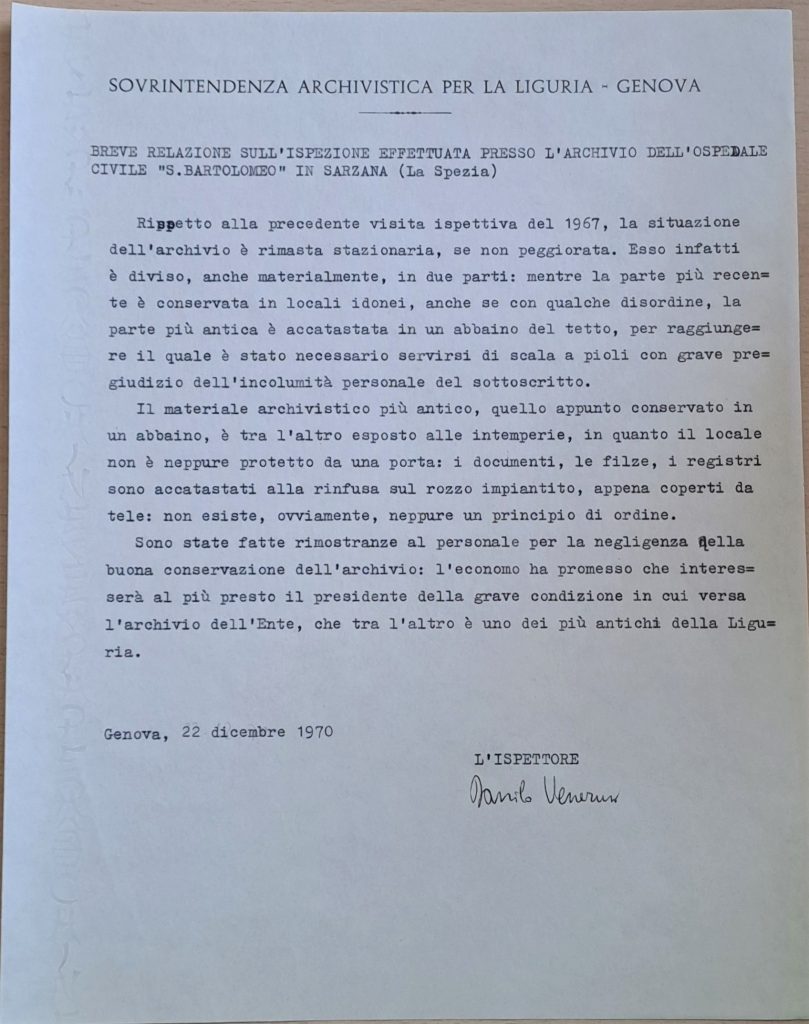 SOVRINTENDENZA ARCHIVISTICA PER LA LIGURIA - GENOVA
BREVE RELAZIONE SULL'ISPEZIONE EFFETTUATA PRESSO L'ARCHIVIO DELL'OSPEDALE
CIVILE "S.BARTOLOMEO" IN SARZANA (La Spezia)
Rispetto alla precedente visita ispettiva del 1967, la situazione
dell'archivio è rimasta stazionaria, se non peggiorata. Esso infatti
è diviso, anche materialmente, in due parti: mentre la parte più recen=
te è conservata in locali idonei, anche se con qualche disordine, la
parte più antica è accatastata in un abbaino del tetto, per raggiunge=
re il quale è stato necessario servirsi di scala a pioli con grave pre=
giudizio dell'incolumità personale del sottoscritto.
Il materiale archivistico più antico, quello appunto conservato in
un abbaino, è tra l'altro esposto alle intemperie, in quanto il locale
non è neppure protetto da una porta: i documenti, le filze, i registri
sono accatastati alla rinfusa sul rozzo impiantito, appena coperti da
tele: non esiste, ovviamente, neppure un principio di ordine.
Sono state fatte rimostranze al personale per la negligenza della
buona conservazione dell'archivio: l'economo ha promesso che interes=
serà al più presto il presidente della grave condizione in cui versa
l'archivio dell'Ente, che tra l'altro è uno dei più antichi della Ligu=
ria.
Genova, 22 dicembre 1970
L'ISPETTORE
Danilo Veneruso